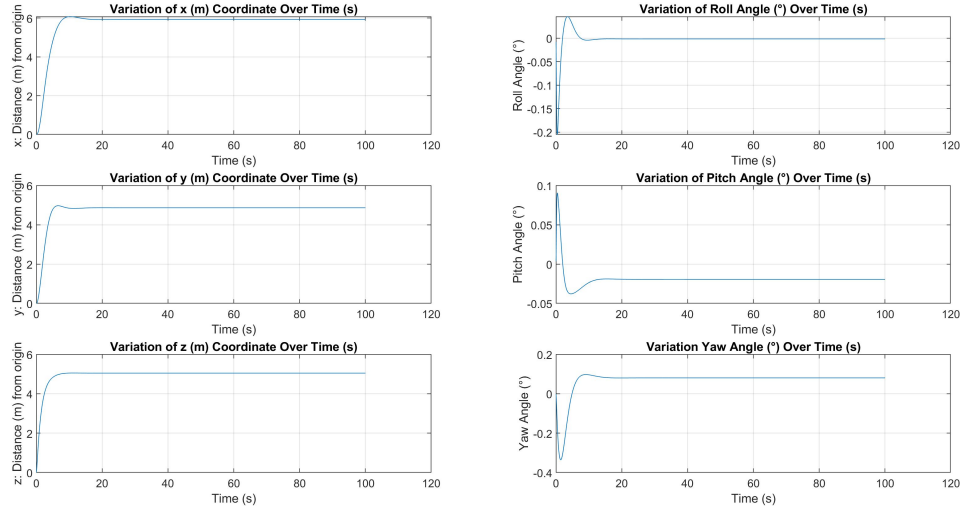 Variation of x (m) Coordinate Over Time (s)
x: Distance (m) from origin
6
4
2
0
0 20 40 60 80 100 120
Time (s)
Variation of Roll Angle (°) Over Time (s)
Roll Angle (°)
0
-0.05
-0.1
-0.15
-0.2
0 20 40 60 80 100 120
Time (s)
Variation of y (m) Coordinate Over Time (s)
y: Distance (m) from origin
6
4
2
0
0 20 40 60 80 100 120
Time (s)
Variation of Pitch Angle (°) Over Time (s)
Pitch Angle (°)
0.1
0.05
0
-0.05
0 20 40 60 80 100 120
Time (s)
Variation of z (m) Coordinate Over Time (s)
z: Distance (m) from origin
6
4
2
0
0 20 40 60 80 100 120
Time (s)
Variation Yaw Angle (°) Over Time (s)
Yaw Angle (°)
0.2
0
-0.2
-0.4
0 20 40 60 80 100 120
Time (s)